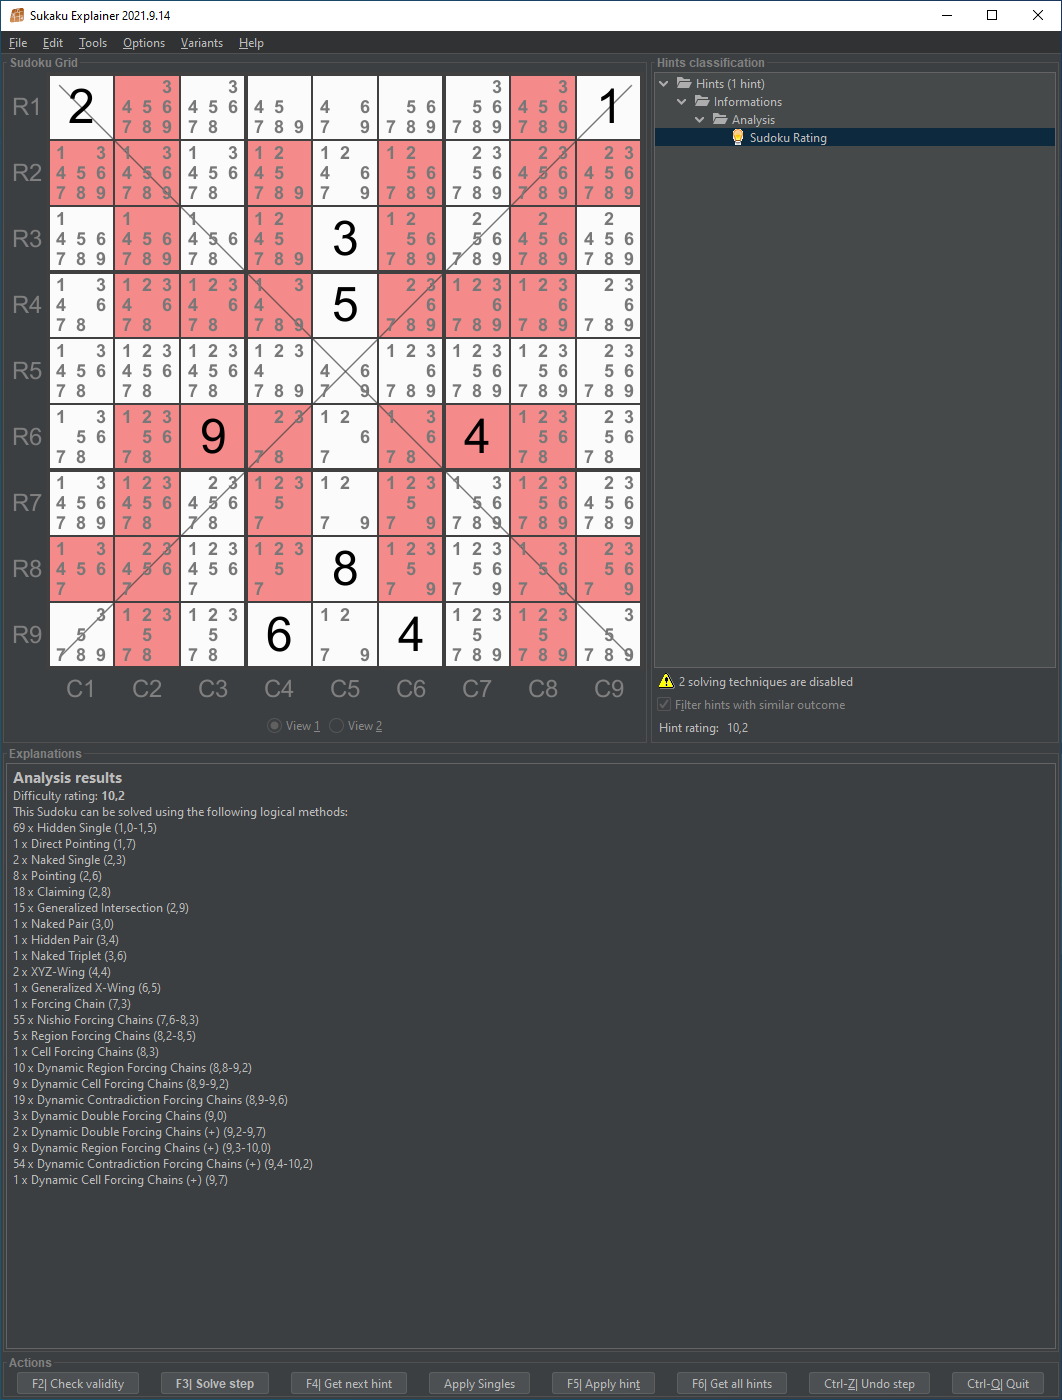 Sukaku Explainer 2021.9.14
File Edit Tools Options Variants Help
Sudoku Grid
3 3 3 3
R1 2 4 5 6 4 5 6 4 5 4 6 5 6 5 6 4 5 6 1
7 8 9 7 8 7 8 9 7 9 7 8 9 7 8 9 7 8 9
1 3 1 3 1 3 1 2 1 2 1 2 2 3 2 3 2 3
R2 4 5 6 4 5 6 4 5 6 4 5 4 6 5 6 5 6 4 5 6 4 5 6
7 8 9 7 8 9 7 8 7 8 9 7 9 7 8 9 7 8 9 7 8 9 7 8 9
1 1 1 1 2 1 2 2 2 2
R3 4 5 6 4 5 6 4 5 6 4 5 3 5 6 5 6 4 5 6 4 5 6
7 8 9 7 8 9 7 8 7 8 9 7 8 9 7 8 9 7 8 9 7 8 9
1 3 1 2 3 1 2 3 1 3 2 3 1 2 3 1 2 3 2 3
R4 4 6 4 6 4 6 4 5 6 6 6 6
7 8 7 8 7 8 7 8 9 7 8 9 7 8 9 7 8 9 7 8 9
1 3 1 2 3 1 2 3 1 2 3 1 2 3 1 2 3 1 2 3 2 3
R5 4 5 6 4 5 6 4 5 6 4 4 6 6 5 6 5 6 5 6
7 8 7 8 7 8 7 8 9 7 9 7 8 9 7 8 9 7 8 9 7 8 9
1 3 1 2 3 2 3 1 2 1 3 1 2 3 2 3
R6 5 6 5 6 9 6 6 4 5 6 5 6
7 8 7 8 7 8 7 7 8 7 8 7 8
1 3 1 2 3 2 3 1 2 3 1 2 1 2 3 1 3 1 2 3 2 3
R7 4 5 6 4 5 6 4 5 6 5 5 5 6 5 6 4 5 6
7 8 9 7 8 7 8 7 7 9 7 9 7 8 9 7 8 9 7 8 9
1 3 2 3 1 2 3 1 2 3 1 2 3 1 2 3 1 3 2 3
R8 4 5 6 4 5 6 4 5 6 5 8 5 5 6 5 6 5 6
7 7 7 7 7 9 7 9 7 9 7 9
3 1 2 3 1 2 3 1 2 1 2 3 1 2 3 3
R9 5 5 5 6 4 5 5 5
7 8 9 7 8 7 8 7 9 7 8 9 7 8 9 7 8 9
C1 C2 C3 C4 C5 C6 C7 C8 C9
View 1 View 2
Hints classification
Hints (1 hint)
Informations
Analysis
Sudoku Rating
2 solving techniques are disabled
Filter hints with similar outcome
Hint rating: 10,2
Explanations
Analysis results
Difficulty rating: 10,2
This Sudoku can be solved using the following logical methods:
69 x Hidden Single (1,0-1,5)
1 x Direct Pointing (1,7)
2 x Naked Single (2,3)
8 x Pointing (2,6)
18 x Claiming (2,8)
15 x Generalized Intersection (2,9)
1 x Naked Pair (3,0)
1 x Hidden Pair (3,4)
1 x Naked Triplet (3,6)
2 x XYZ-Wing (4,4)
1 x Generalized X-Wing (6,5)
1 x Forcing Chain (7,3)
55 x Nishio Forcing Chains (7,6-8,3)
5 x Region Forcing Chains (8,2-8,5)
1 x Cell Forcing Chains (8,3)
10 x Dynamic Region Forcing Chains (8,8-9,2)
9 x Dynamic Cell Forcing Chains (8,9-9,2)
19 x Dynamic Contradiction Forcing Chains (8,9-9,6)
3 x Dynamic Double Forcing Chains (9,0)
2 x Dynamic Double Forcing Chains (+) (9,2-9,7)
9 x Dynamic Region Forcing Chains (+) (9,3-10,0)
54 x Dynamic Contradiction Forcing Chains (+) (9,4-10,2)
1 x Dynamic Cell Forcing Chains (+) (9,7)
Actions
F2| Check validity F3| Solve step F4| Get next hint Apply Singles F5| Apply hint F6| Get all hints Ctrl-Z| Undo step Ctrl-Q| Quit